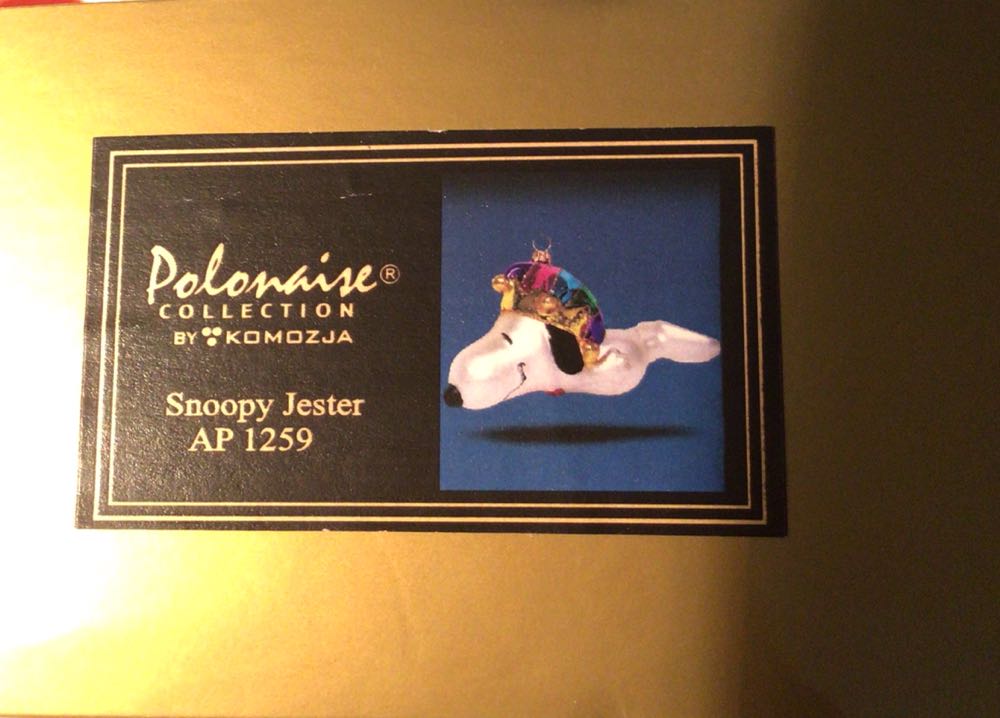 Polonaise®
COLLECTION
BY KOMOZJA
Snoopy Jester
AP 1259